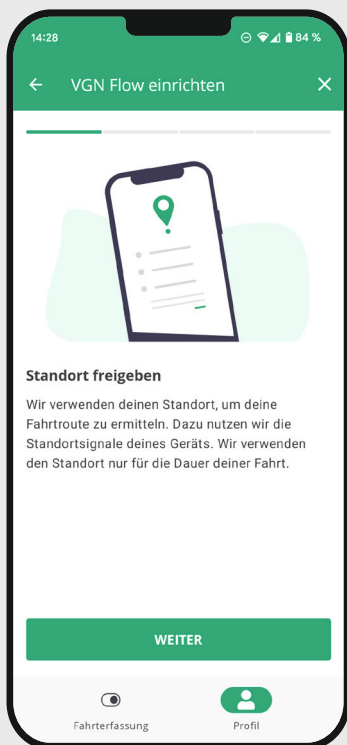 14:28 84 %
VGN Flow einrichten
Standort freigeben
Wir verwenden deinen Standort, um deine
Fahrtroute zu ermitteln. Dazu nutzen wir die
Standortsignale deines Geräts. Wir verwenden
den Standort nur für die Dauer deiner Fahrt.
WEITER
Fahrterfassung Profil